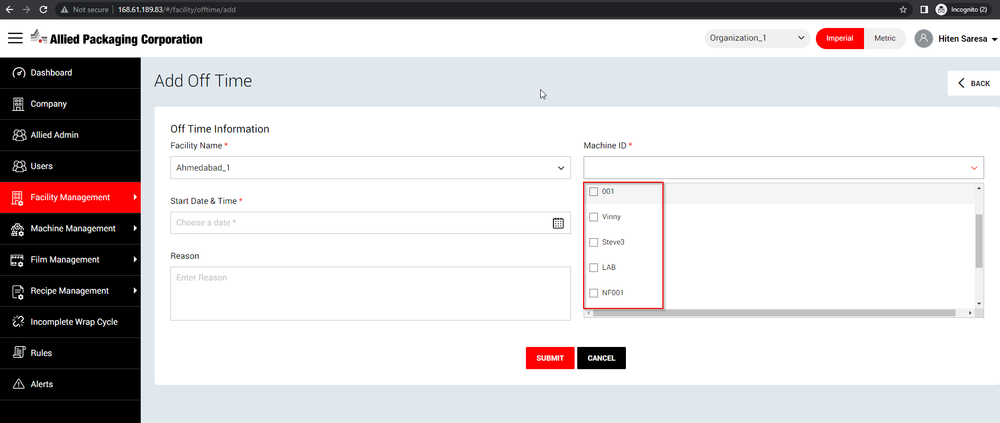 Not secure | 168.61.189.83/#/facility/offtime/add
Incognito (2)
Allied Packaging Corporation
Organization_1
Imperial
Metric
Hiten Saresa
Dashboard
Company
Allied Admin
Users
Facility Management
Machine Management
Film Management
Recipe Management
Incomplete Wrap Cycle
Rules
Alerts
Add Off Time
BACK
Off Time Information
Facility Name *
Ahmedabad_1
Machine ID *
001
Vinny
Steve3
LAB
NF001
Start Date & Time *
Choose a date *
Reason
Enter Reason
SUBMIT
CANCEL